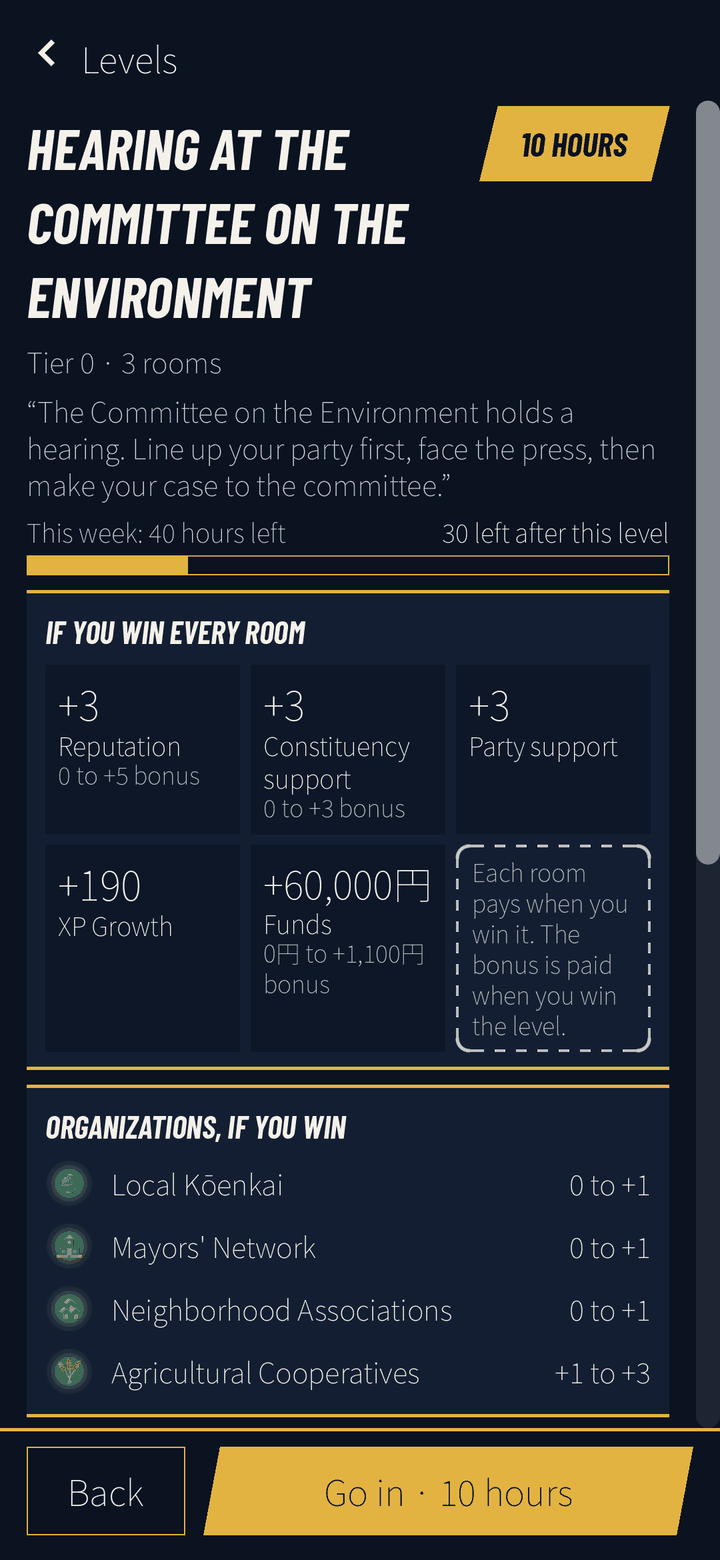 Levels
HEARING AT THE
COMMITTEE ON THE
ENVIRONMENT
10 HOURS
Tier 0 · 3 rooms
“The Committee on the Environment holds a
hearing. Line up your party first, face the press, then
make your case to the committee.”
This week: 40 hours left
30 left after this level
IF YOU WIN EVERY ROOM
+3
Reputation
0 to +5 bonus
+3
Constituency
support
0 to +3 bonus
+3
Party support
+190
XP Growth
+60,000円
Funds
0円 to +1,100円
bonus
Each room
pays when you
win it. The
bonus is paid
when you win
the level.
ORGANIZATIONS, IF YOU WIN
Local Kōenkai
0 to +1
Mayors' Network
0 to +1
Neighborhood Associations
0 to +1
Agricultural Cooperatives
+1 to +3
Back
Go in · 10 hours